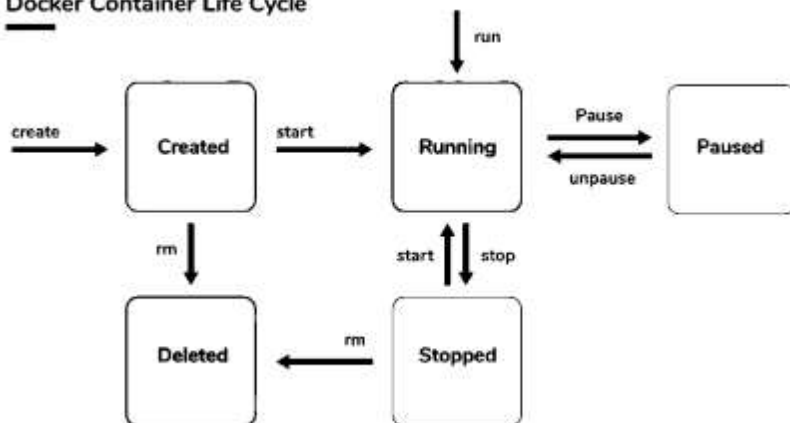 Docker Container Life Cycle
run
create
Created
start
Running
Pause
unpause
Paused
rm
start
stop
Deleted
rm
Stopped